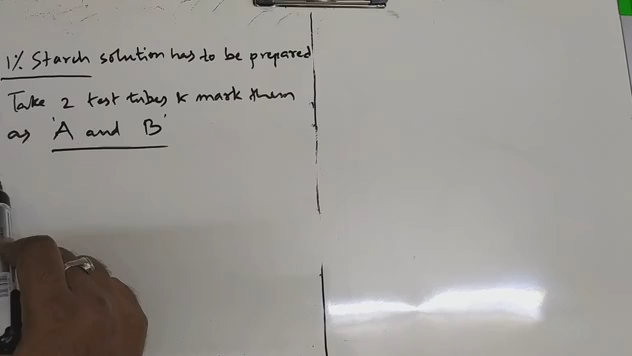 1% Starch solution has to be prepared
Take 2 test tubes & mark them
as 'A and B'